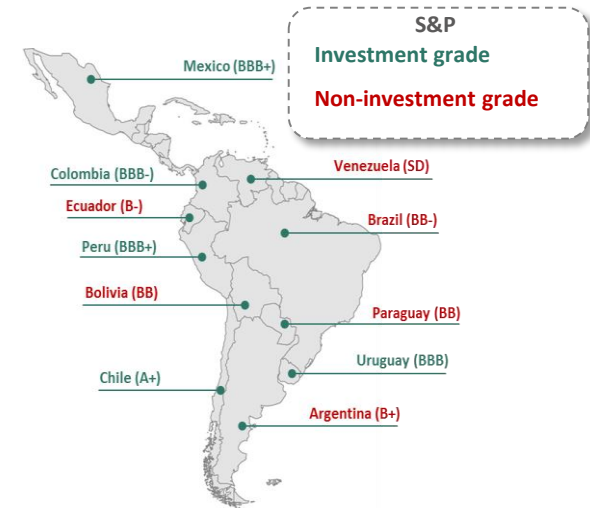 S&P
Investment grade
Non-investment grade
Mexico (BBB+)
Colombia (BBB-)
Venezuela (SD)
Ecuador (B-)
Brazil (BB-)
Peru (BBB+)
Bolivia (BB)
Paraguay (BB)
Uruguay (BBB)
Chile (A+)
Argentina (B+)